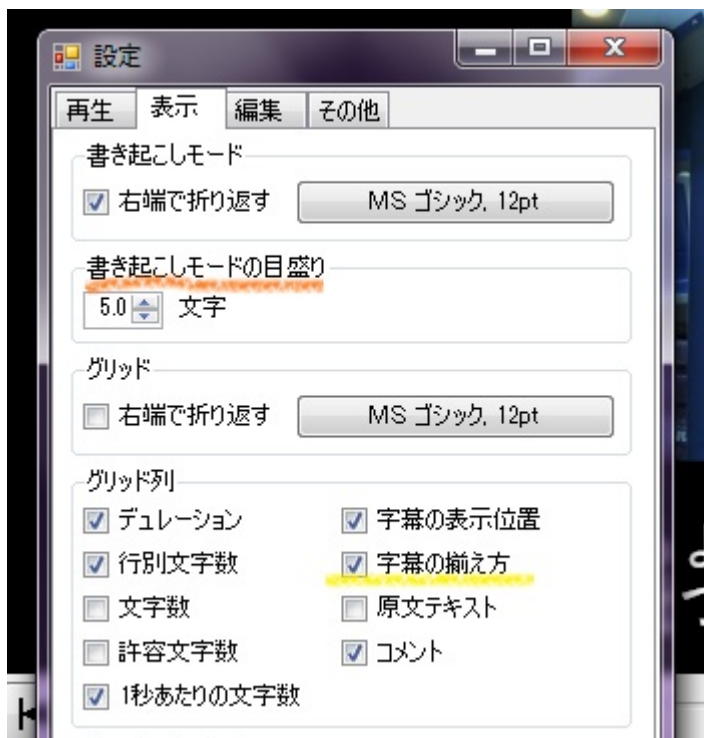 設定
再生 表示 編集 その他
書き起こしモード
右端で折り返す MS ゴシック, 12pt
書き起こしモードの目盛り
5.0 文字
グリッド
右端で折り返す MS ゴシック, 12pt
グリッド列
デュレーション 字幕の表示位置
行別文字数 字幕の揃え方
文字数 原文テキスト
許容文字数 コメント
1秒あたりの文字数